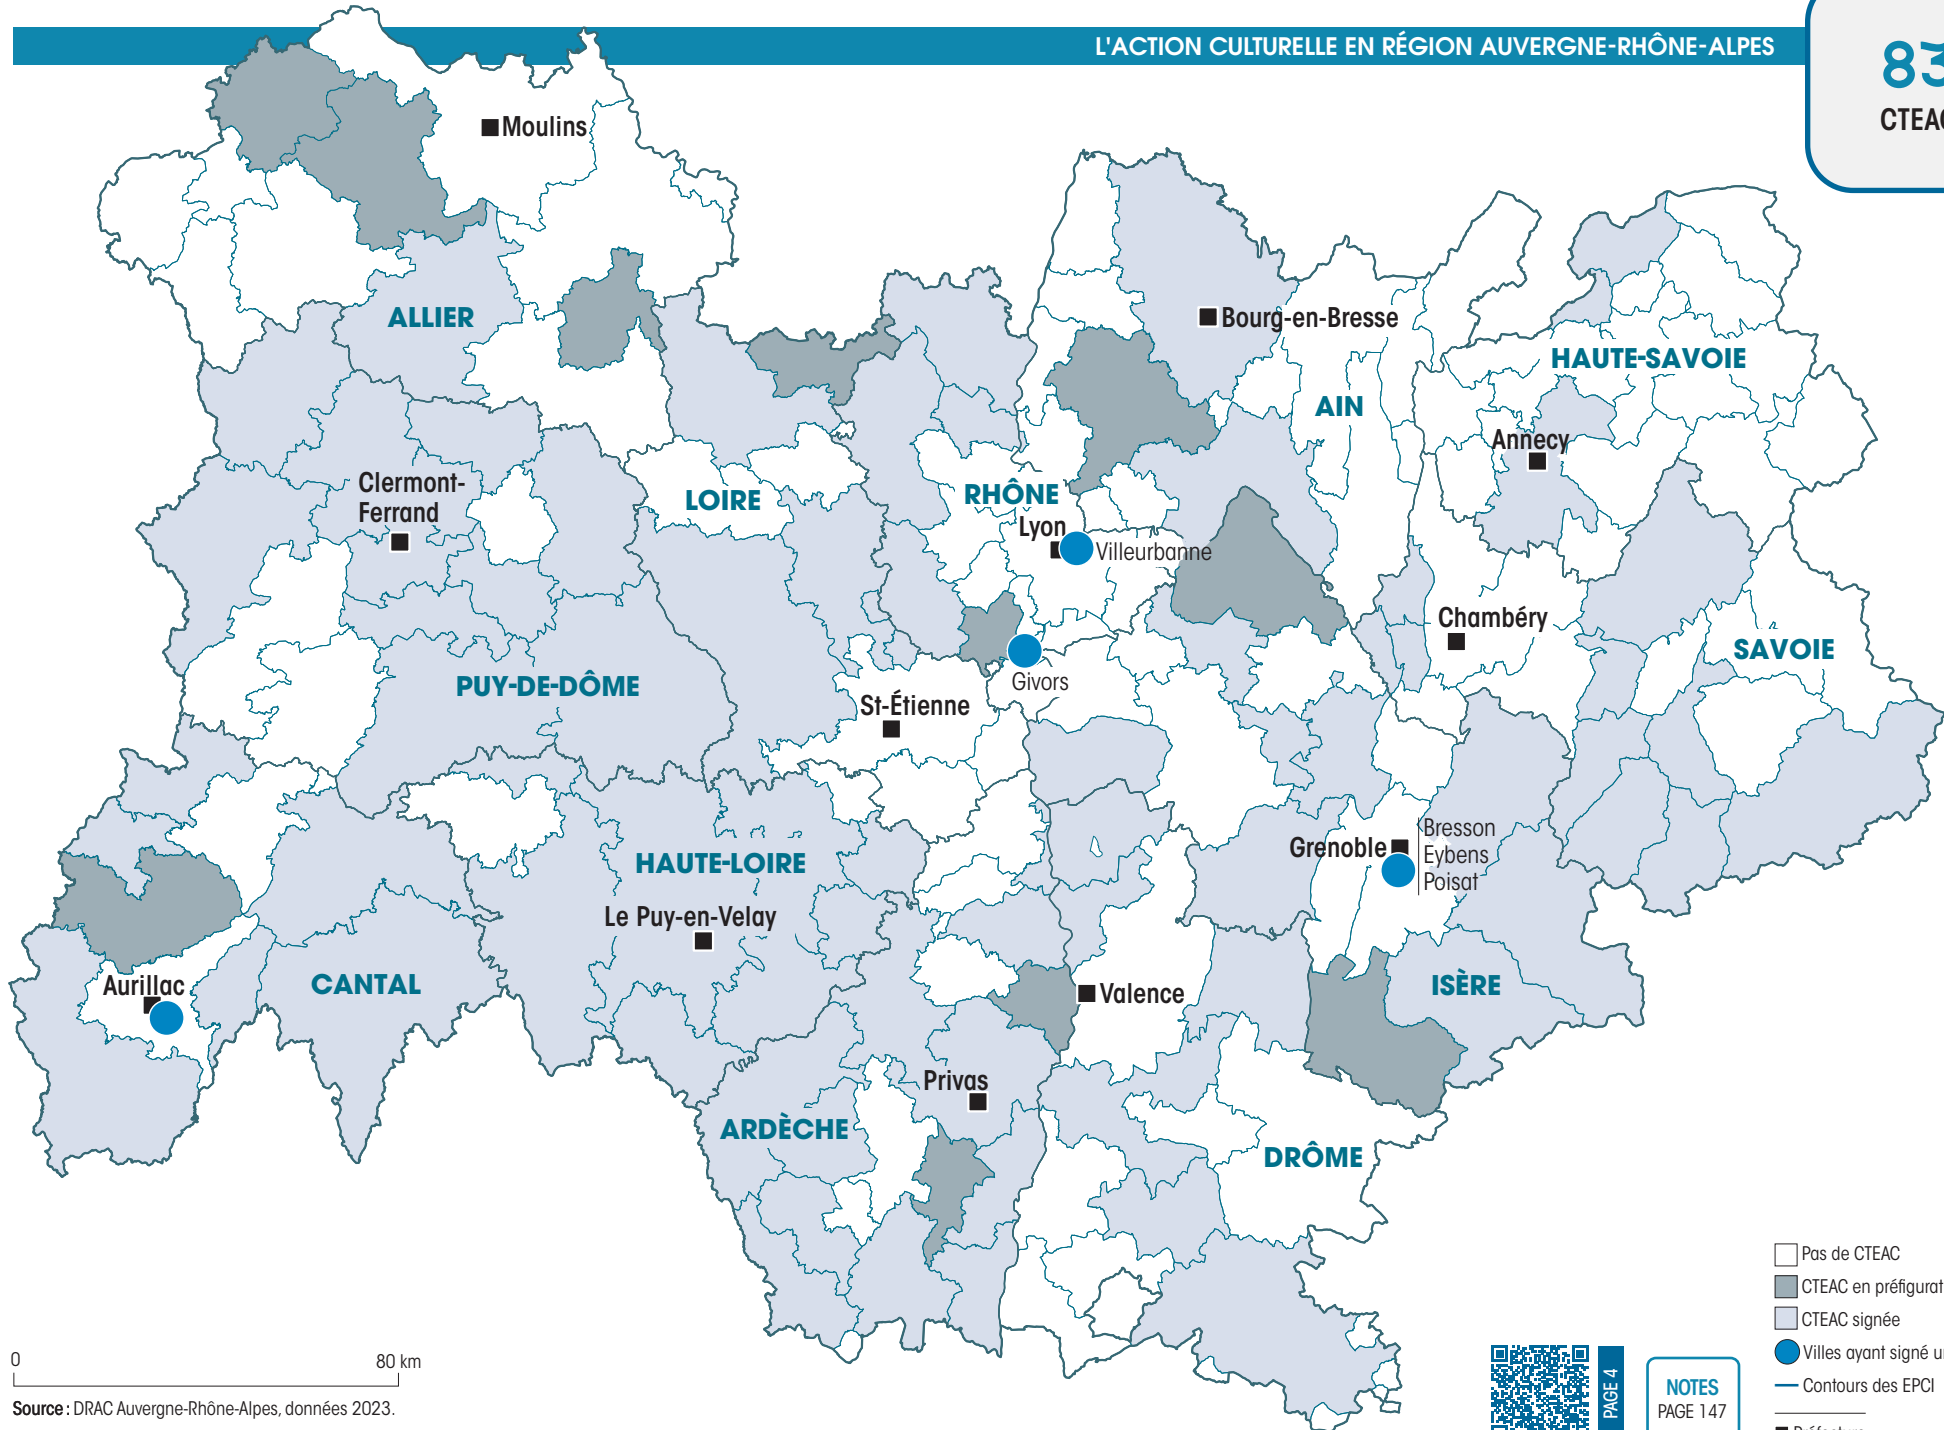 L'ACTION CULTURELLE EN RÉGION AUVERGNE-RHÔNE-ALPES
83
CTEAC
Moulins
ALLIER
Bourg-en-Bresse
HAUTE-SAVOIE
AIN
Annecy
Clermont-
Ferrand
LOIRE
RHÔNE
Lyon
Villeurbanne
Chambéry
SAVOIE
PUY-DE-DÔME
Givors
St-Étienne
Grenoble
Bresson
Eybens
Poisat
HAUTE-LOIRE
Le Puy-en-Velay
Aurillac
CANTAL
Valence
ISÈRE
Privas
ARDÈCHE
DRÔME
Pas de CTEAC
CTEAC en
CTEAC signée
Villes ayant signé
Contours des EPCI
Préfecture
0
80 km
Source : DRAC Auvergne-Rhône-Alpes, données 2023.
PAGE 4
NOTES
PAGE 147